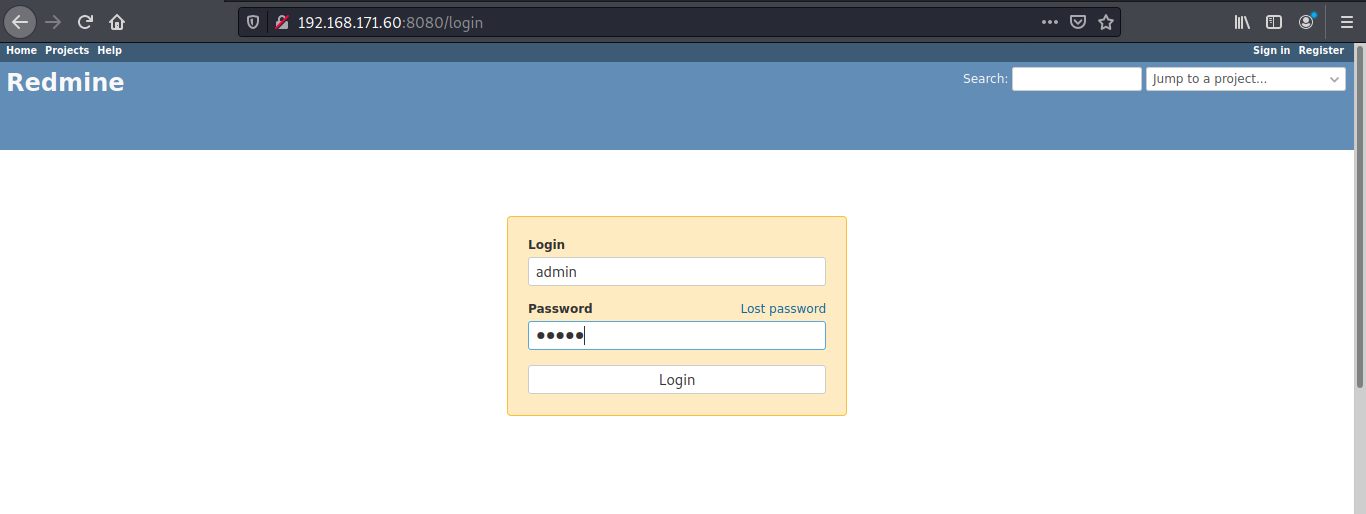 192.168.171.60:8080/login
Home Projects Help Sign in Register
Redmine Search: Jump to a project...
Login
admin
Password Lost password
●●●●●
Login